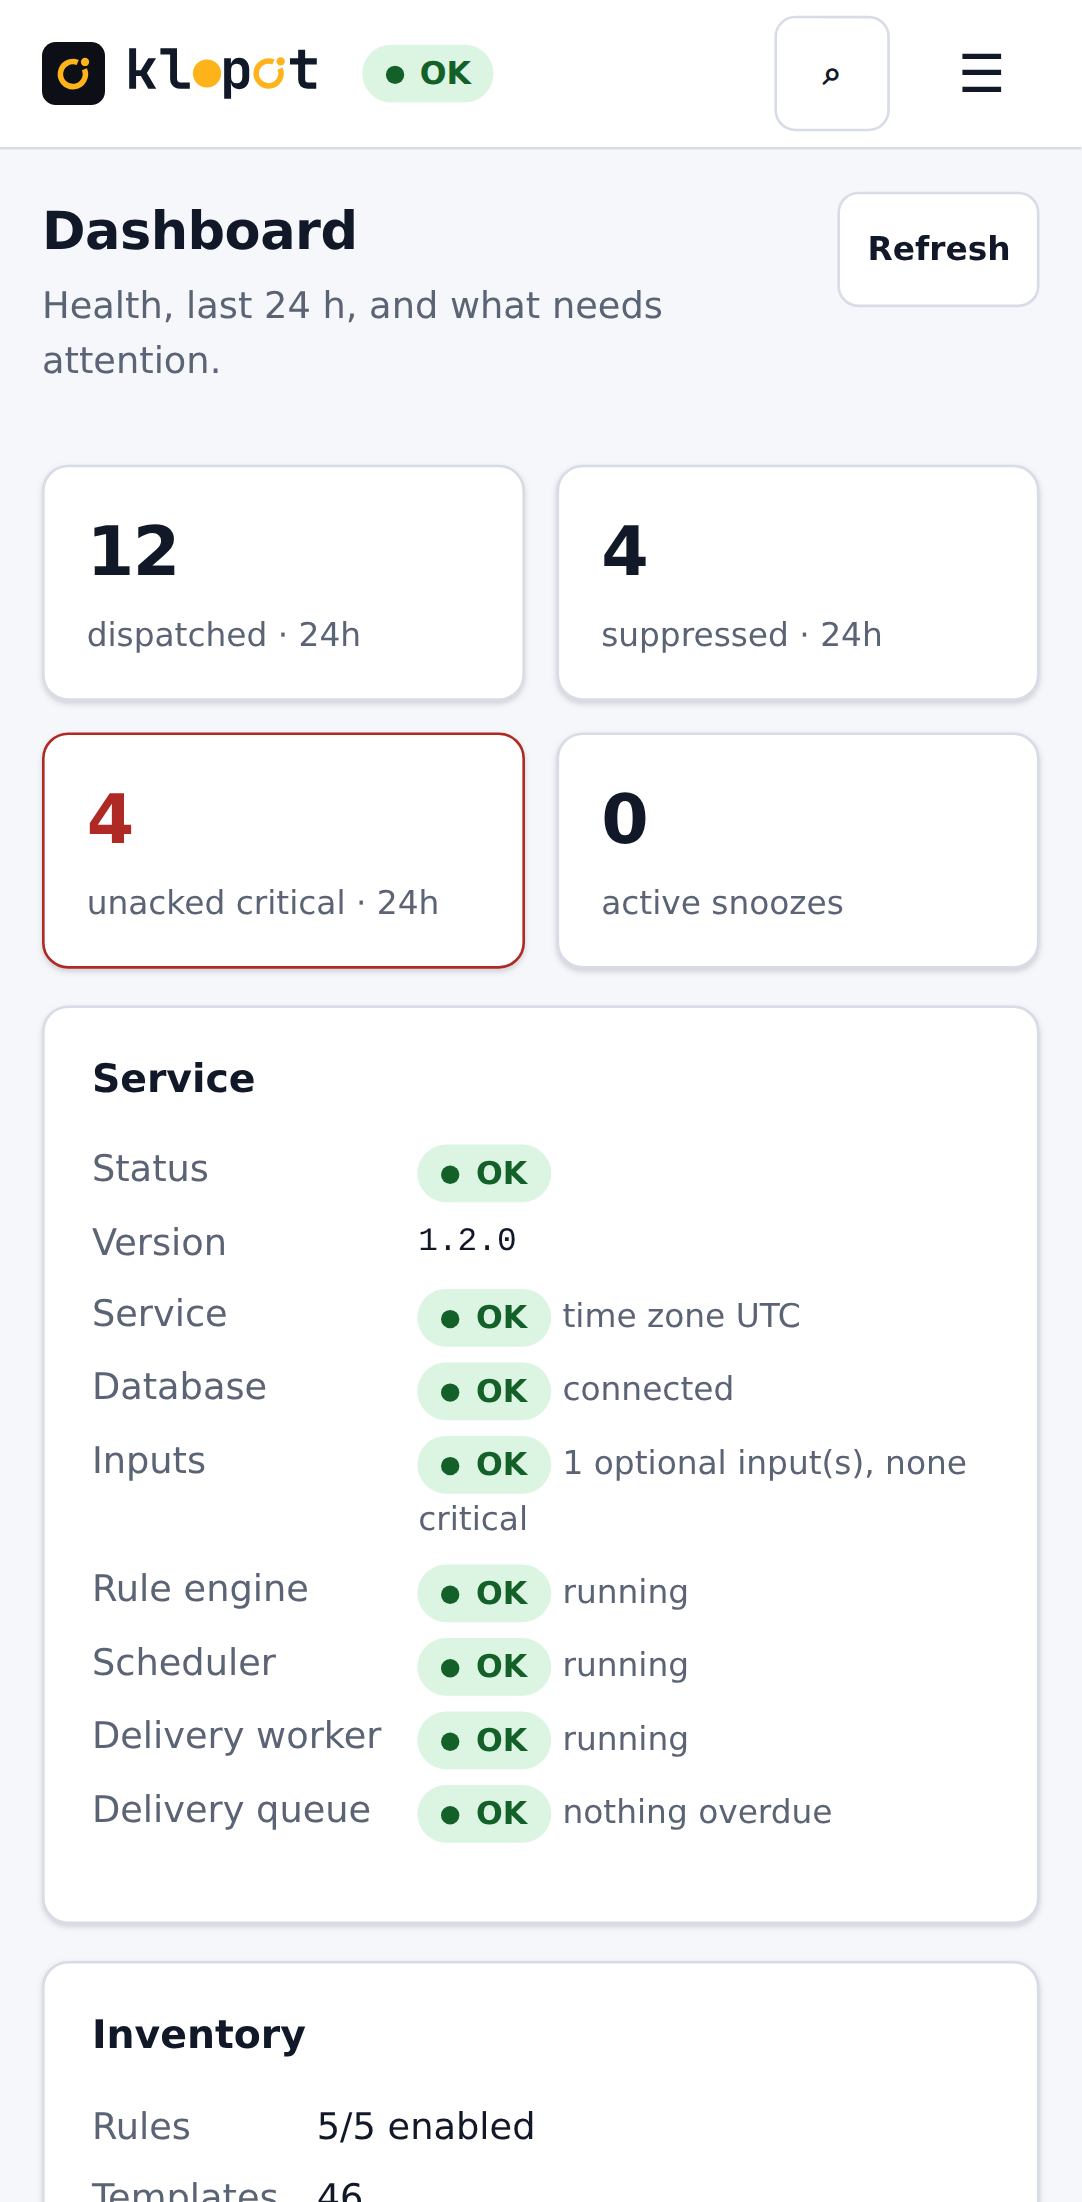 klopot
OK
⌕
☰
Dashboard
Refresh
Health, last 24 h, and what needs
attention.
12
dispatched · 24h
4
suppressed · 24h
4
unacked critical · 24h
0
active snoozes
Service
Status ● OK
Version 1.2.0
Service ● OK time zone UTC
Database ● OK connected
Inputs ● OK 1 optional input(s), none
critical
Rule engine ● OK running
Scheduler ● OK running
Delivery worker ● OK running
Delivery queue ● OK nothing overdue
Inventory
Rules 5/5 enabled
Templates 46